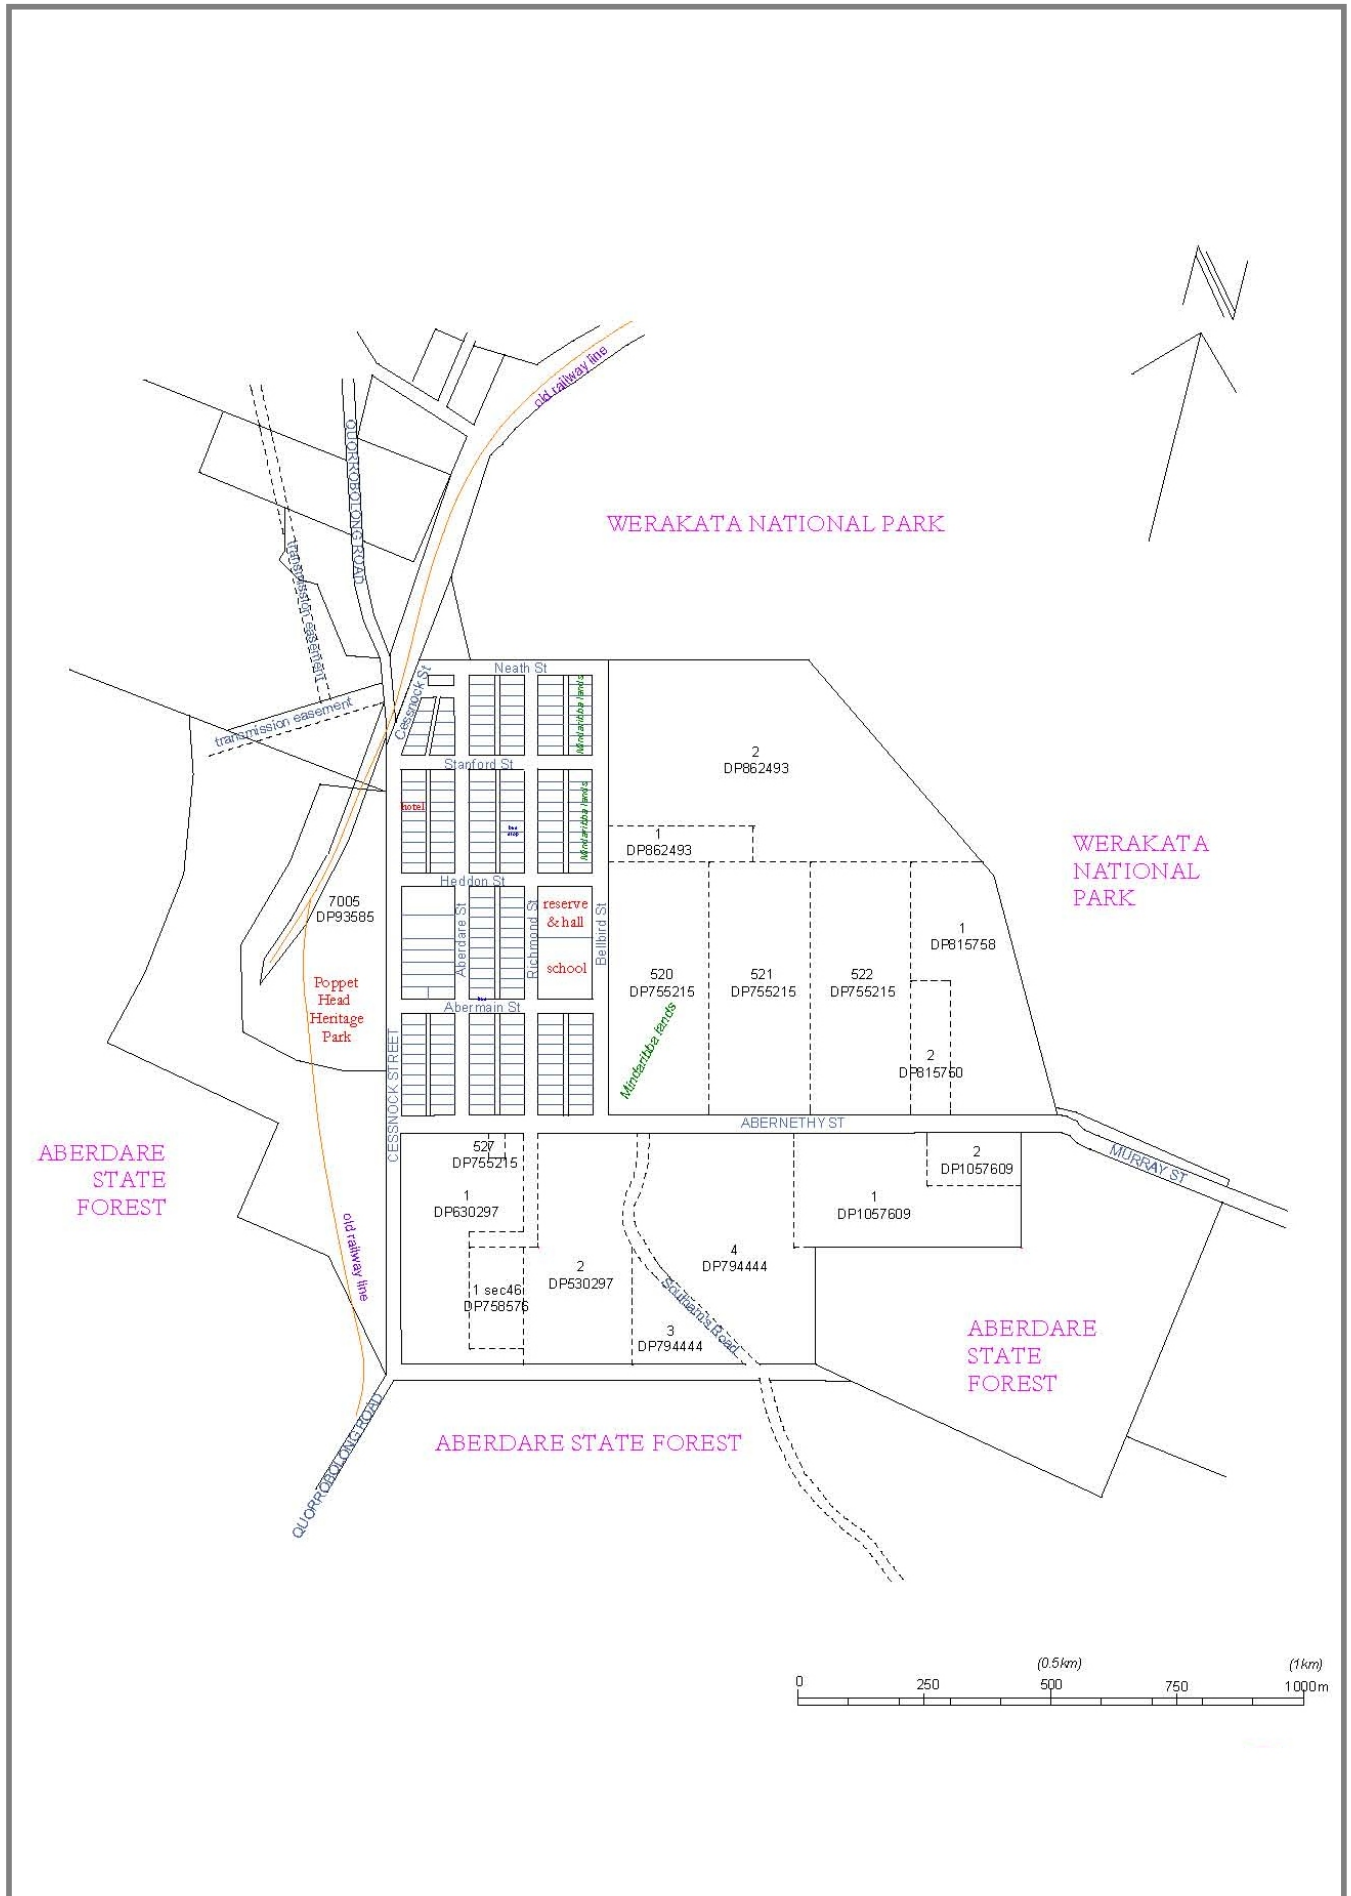 N
old railway line
QUORROBOLONG ROAD
WERAKATA NATIONAL PARK
transmission easement
transmission easement
Cessnock St
Neath St
Mindaribba lands
Stanford St
2
DP862493
hotel
Mindaribba lands
1
DP862493
WERAKATA
NATIONAL
PARK
Heddon St
7005
DP93585
Aberdare St
Richmond St
reserve
& hall
Bellbird St
school
1
DP815758
520
DP755215
521
DP755215
522
DP755215
Poppet
Head
Heritage
Park
Abermain St
Mindaribba lands
2
DP815760
CESSNOCK STREET
ABERNETHY ST
MURRAY ST
ABERDARE
STATE
FOREST
527
DP755215
2
DP1057609
1
DP630297
1
DP1057609
old railway line
4
DP794444
2
DP530297
1 sec46
DP758576
Southam's Road
3
DP794444
ABERDARE
STATE
FOREST
QUORROBOLONG ROAD
ABERDARE STATE FOREST
(0.5km) (1km)
0 250 500 750 1000m